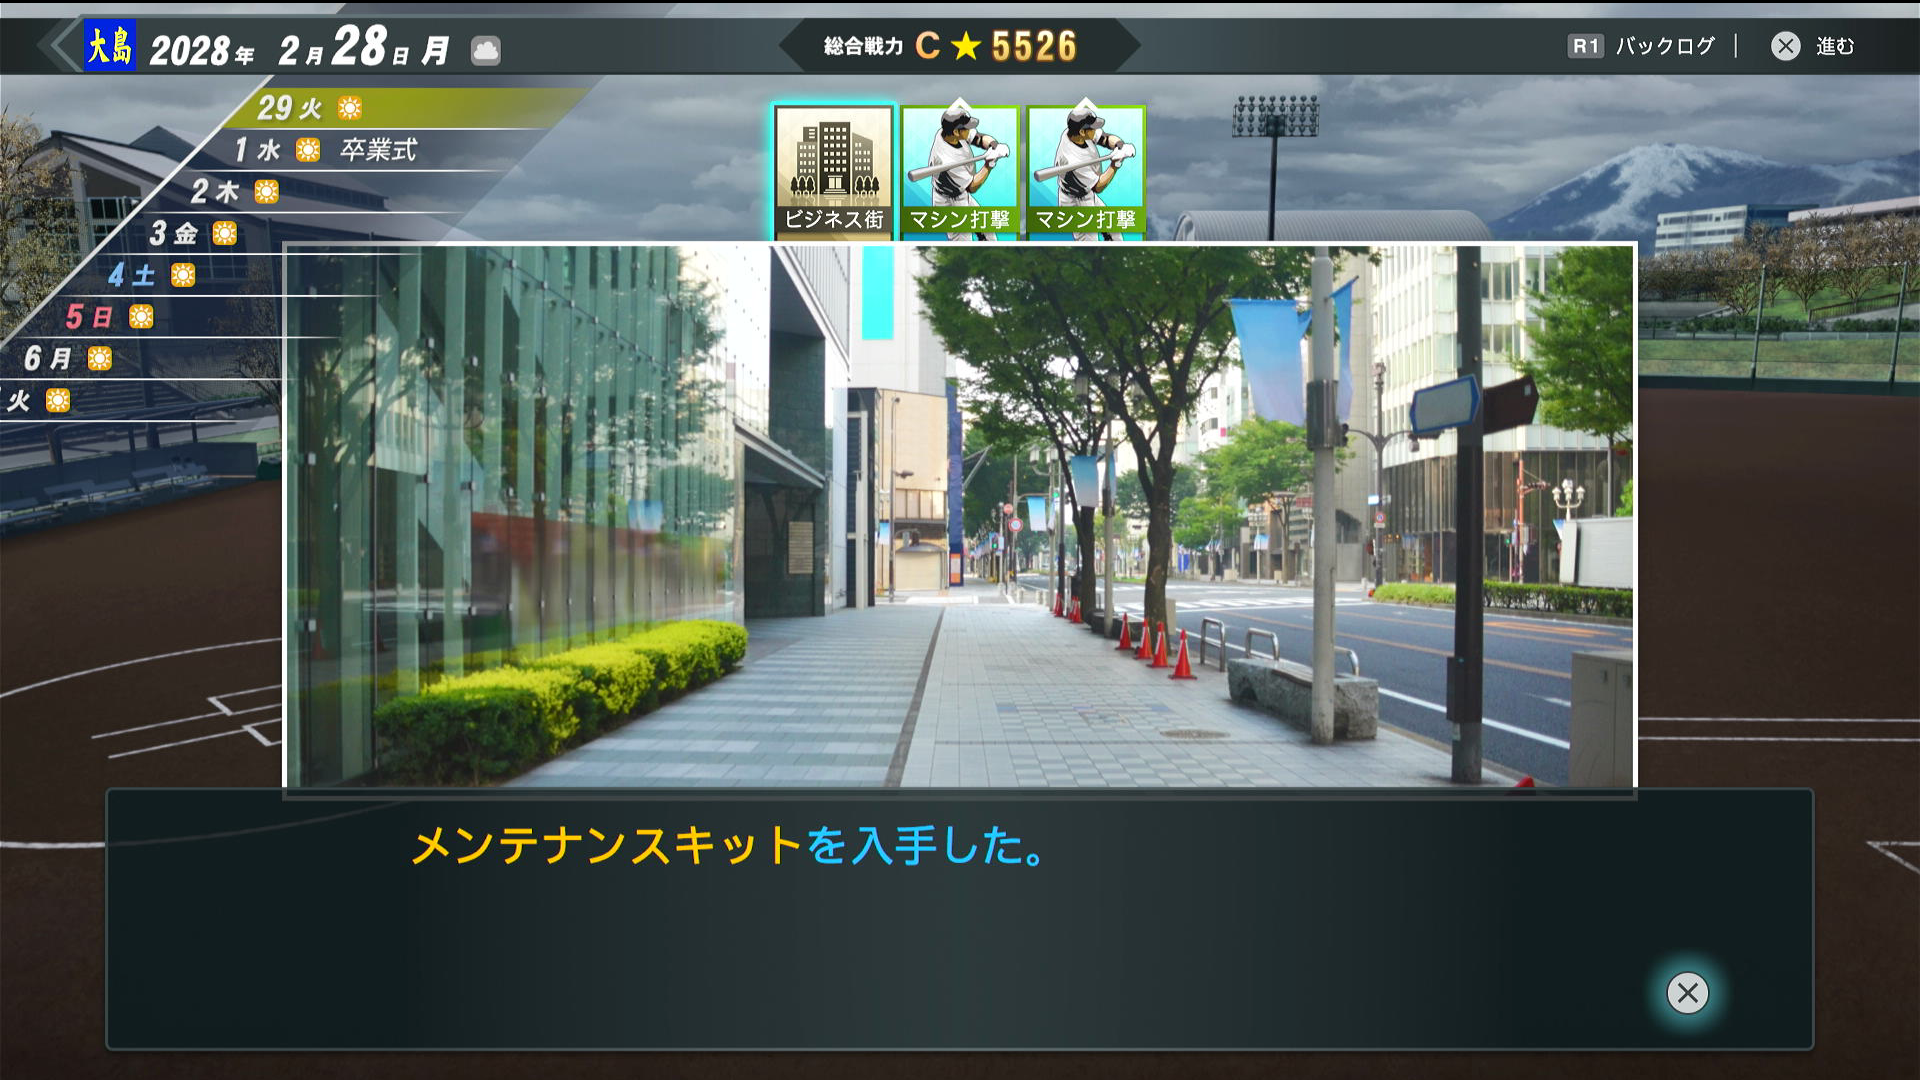 大島 2028年 2月28日 月
総合戦力 C ★ 5526
R1 バックログ | ⊗ 進む
29 火
1 水 卒業式
2 木
3 金
4 土
5 日
6 月
火
ビジネス街 マシン打撃 マシン打撃
メンテナンスキットを入手した。